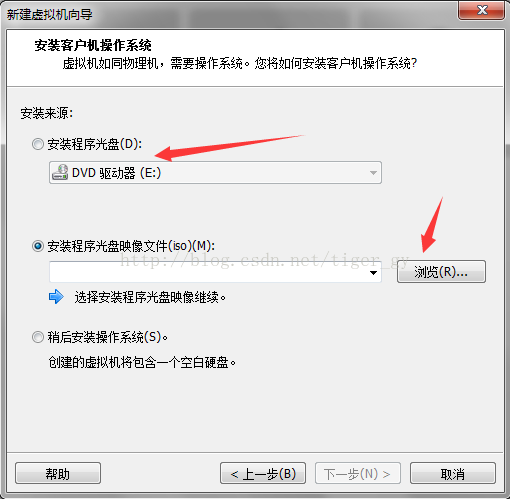 新建虚拟机向导
安装客户机操作系统
虚拟机如同物理机，需要操作系统。您将如何安装客户机操作系统?
安装来源:
安装程序光盘(D):
DVD 驱动器 (E:)
安装程序光盘映像文件(iso)(M):
http://blog.csdn.net/tiger_gy
浏览(R)...
选择安装程序光盘映像继续。
稍后安装操作系统(S)。
创建的虚拟机将包含一个空白硬盘。
帮助
< 上一步(B)
下一步(N) >
取消